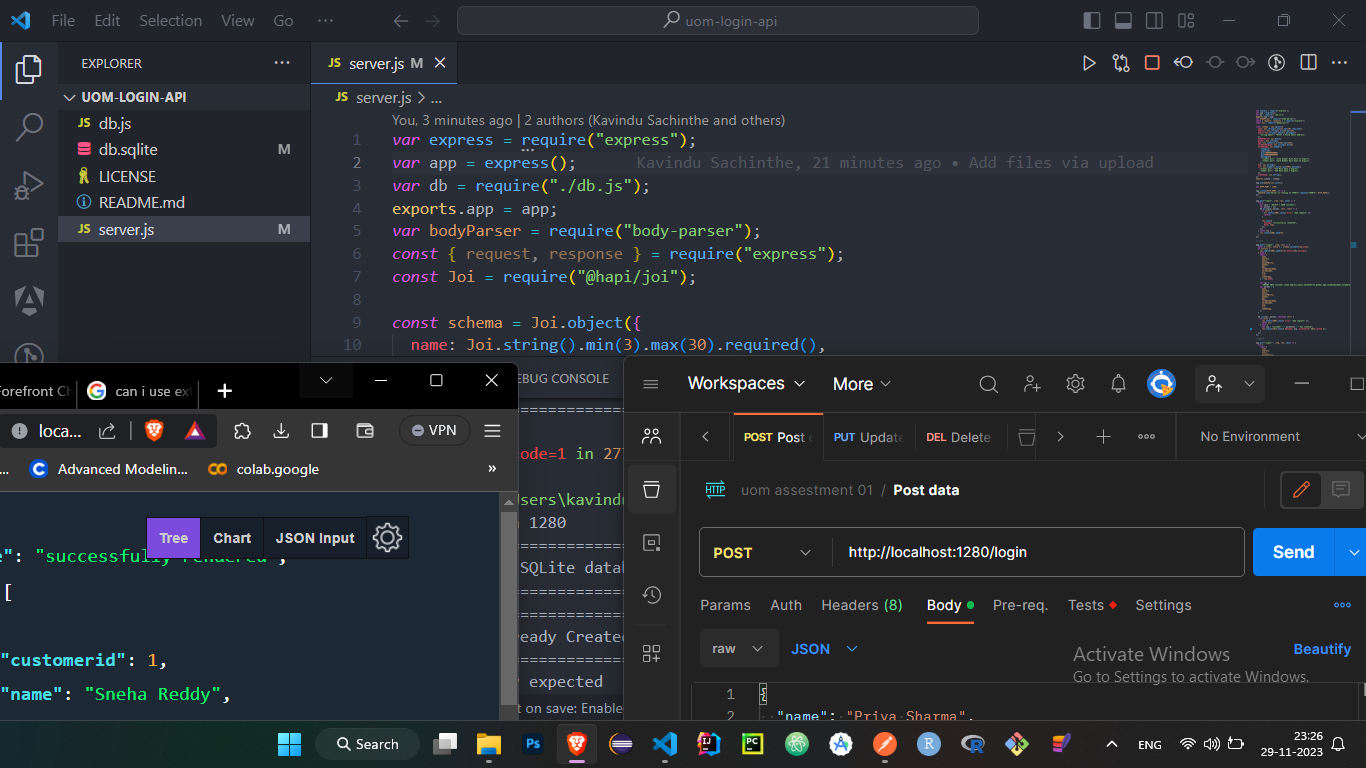 File Edit Selection View Go ··· uom-login-api
EXPLORER ···
UOM-LOGIN-API
JS db.js
db.sqlite M
LICENSE
README.md
JS server.js M
JS server.js M
JS server.js > ...
You, 3 minutes ago | 2 authors (Kavindu Sachinthe and others)
1 var express = require("express");
2 var app = express(); Kavindu Sachinthe, 21 minutes ago • Add files via upload
3 var db = require("./db.js");
4 exports.app = app;
5 var bodyParser = require("body-parser");
6 const { request, response } = require("express");
7 const Joi = require("@hapi/joi");
8
9 const schema = Joi.object({
10 name: Joi.string().min(3).max(30).required(),
can i use ex
loca...
VPN
... Advanced Modelin... colab.google »
Tree Chart JSON Input
": "successfully rendered",
[
"customerid": 1,
"name": "Sneha Reddy",
EBUG CONSOLE
ode=1 in 27
sers\kavindu
1280
SQLite datab
eady Created
expected
t on save: Enable
Workspaces More
POST Post PUT Update DEL Delete No Environment
HTTP uom assestment 01 / Post data
POST http://localhost:1280/login Send
Params Auth Headers (8) Body Pre-req. Tests Settings
raw JSON Beautify
Activate Windows
Go to Settings to activate Windows.
1 {
2 "name": "Priya Sharma",
Search Ps PC R R ENG 23:26
29-11-2023